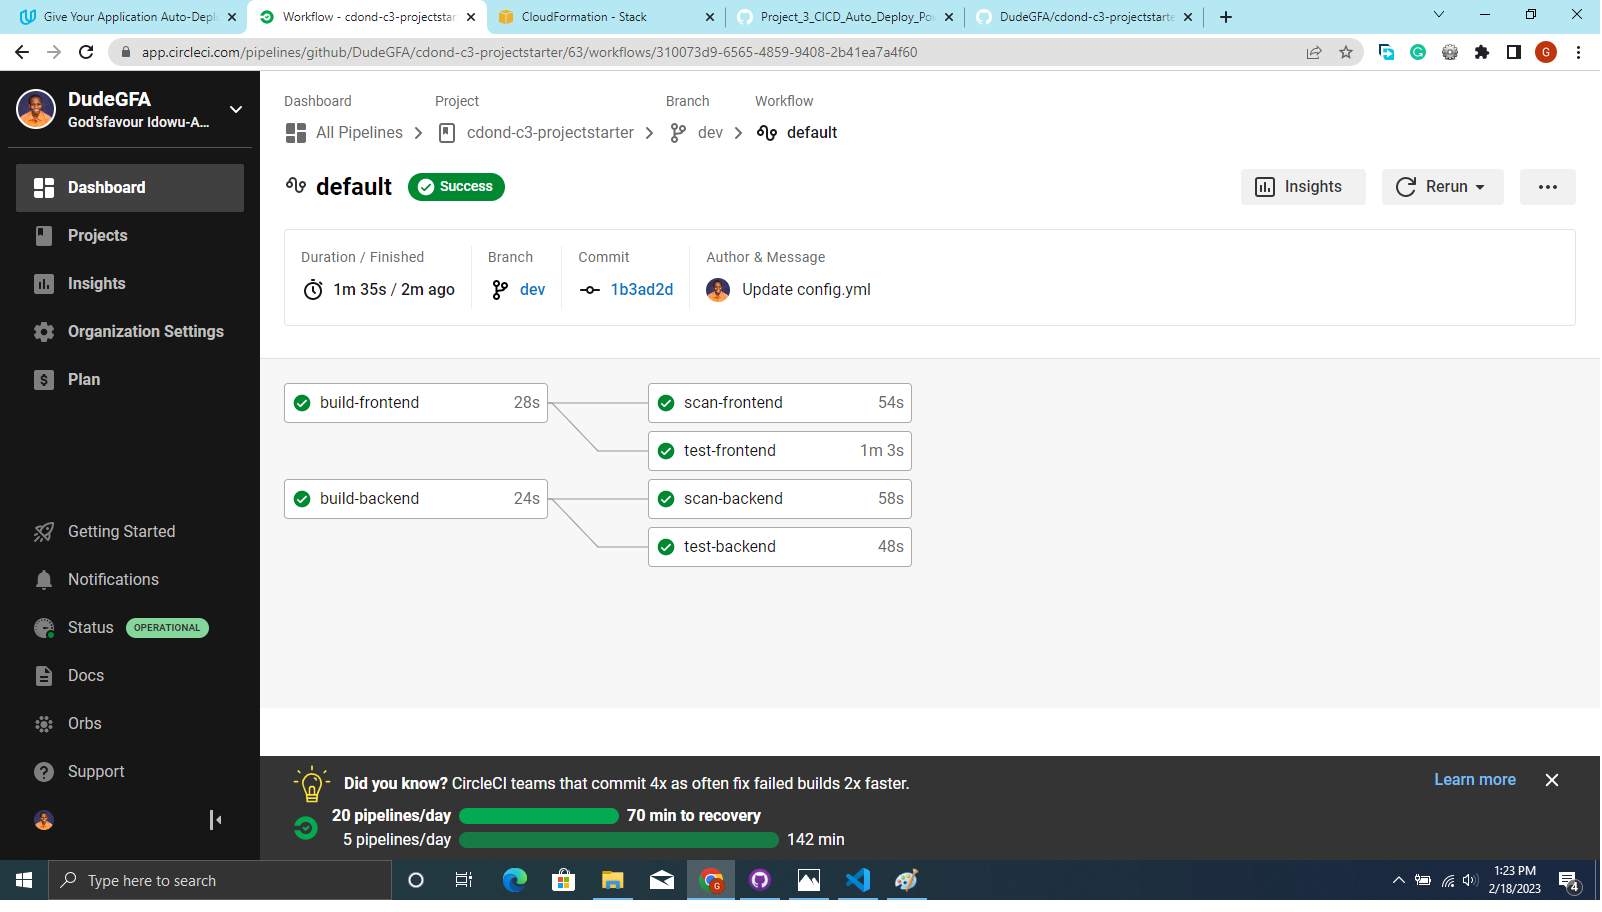 Give Your Application Auto-Depl
Workflow - cdond-c3-projectstar
CloudFormation - Stack
Project_3_CICD_Auto_Deploy_Po
DudeGFA/cdond-c3-projectstarte
app.circleci.com/pipelines/github/DudeGFA/cdond-c3-projectstarter/63/workflows/310073d9-6565-4859-9408-2b41ea7a4f60
G
DudeGFA
God'sfavour Idowu-A...
Dashboard
Projects
Insights
Organization Settings
Plan
Getting Started
Notifications
Status OPERATIONAL
Docs
Orbs
Support
Dashboard Project Branch Workflow
All Pipelines cdond-c3-projectstarter dev default
default Success
Insights Rerun
Duration / Finished Branch Commit Author & Message
1m 35s / 2m ago dev 1b3ad2d Update config.yml
build-frontend 28s scan-frontend 54s
test-frontend 1m 3s
build-backend 24s scan-backend 58s
test-backend 48s
Did you know? CircleCI teams that commit 4x as often fix failed builds 2x faster. Learn more
20 pipelines/day 70 min to recovery
5 pipelines/day 142 min
Type here to search
G
1:23 PM
2/18/2023
4